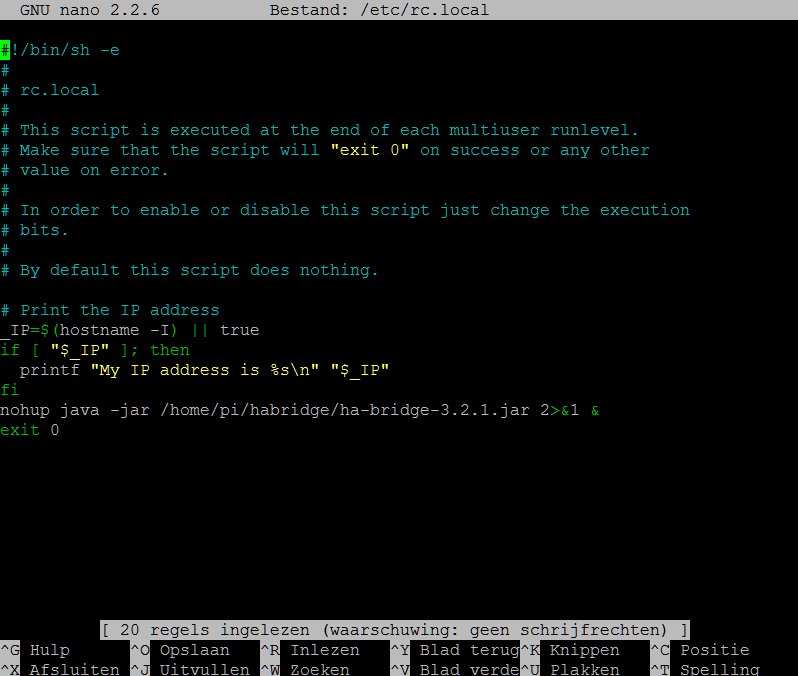 GNU nano 2.2.6 Bestand: /etc/rc.local
#!/bin/sh -e
#
# rc.local
#
# This script is executed at the end of each multiuser runlevel.
# Make sure that the script will "exit 0" on success or any other
# value on error.
#
# In order to enable or disable this script just change the execution
# bits.
#
# By default this script does nothing.
# Print the IP address
_IP=$(hostname -I) || true
if [ "$_IP" ]; then
  printf "My IP address is %s\n" "$_IP"
fi
nohup java -jar /home/pi/habridge/ha-bridge-3.2.1.jar 2>&1 &
exit 0
[ 20 regels ingelezen (waarschuwing: geen schrijfrechten) ]
^G Hulp ^O Opslaan ^R Inlezen ^Y Blad terug^K Knippen ^C Positie
^X Afsluiten ^J Uitvullen ^W Zoeken ^V Blad verde^U Plakken ^T Spelling